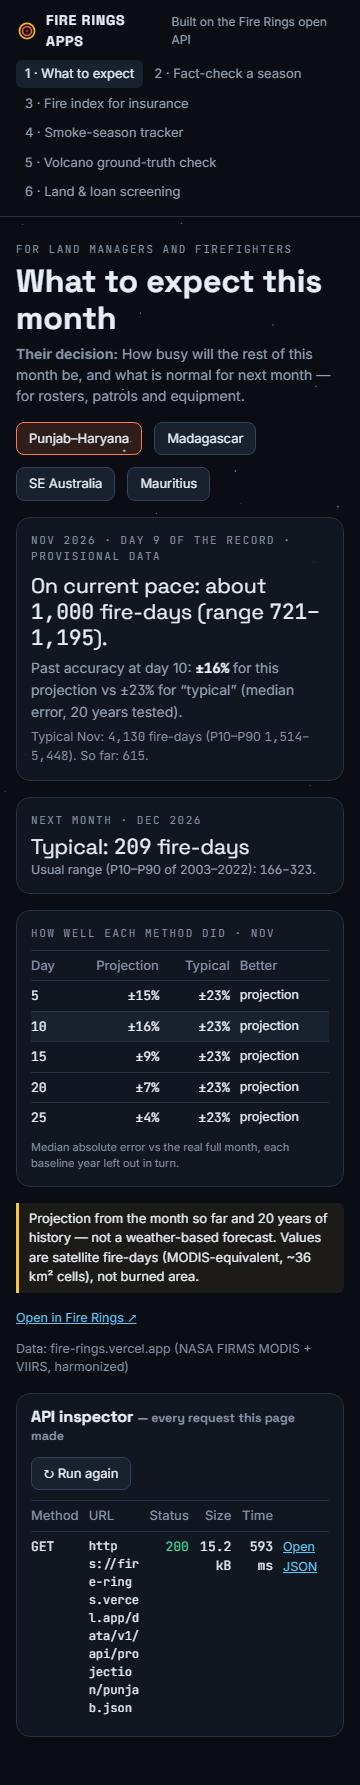 FIRE RINGS
APPS
Built on the Fire Rings open
API
1 · What to expect
2 · Fact-check a season
3 · Fire index for insurance
4 · Smoke-season tracker
5 · Volcano ground-truth check
6 · Land & loan screening
FOR LAND MANAGERS AND FIREFIGHTERS
What to expect this
month
Their decision: How busy will the rest of this
month be, and what is normal for next month —
for rosters, patrols and equipment.
Punjab–Haryana
Madagascar
SE Australia
Mauritius
NOV 2026 · DAY 9 OF THE RECORD ·
PROVISIONAL DATA
On current pace: about
1,000 fire-days (range 721–
1,195).
Past accuracy at day 10: ±16% for this
projection vs ±23% for “typical” (median
error, 20 years tested).
Typical Nov: 4,130 fire-days (P10–P90 1,514–
5,448). So far: 615.
NEXT MONTH · DEC 2026
Typical: 209 fire-days
Usual range (P10–P90 of 2003–2022): 166–323.
HOW WELL EACH METHOD DID · NOV
Day Projection Typical Better
5 ±15% ±23% projection
10 ±16% ±23% projection
15 ±9% ±23% projection
20 ±7% ±23% projection
25 ±4% ±23% projection
Median absolute error vs the real full month, each
baseline year left out in turn.
Projection from the month so far and 20 years of
history — not a weather-based forecast. Values
are satellite fire-days (MODIS-equivalent, ~36
km² cells), not burned area.
Open in Fire Rings ↗
Data: fire-rings.vercel.app (NASA FIRMS MODIS +
VIIRS, harmonized)
API inspector — every request this page
made
↻ Run again
Method URL Status Size Time
GET http 200 15.2 593 Open
s://fir kB ms JSON
e-ring
s.verce
l.app/d
ata/v1/
api/pro
jectio
n/punja
b.json